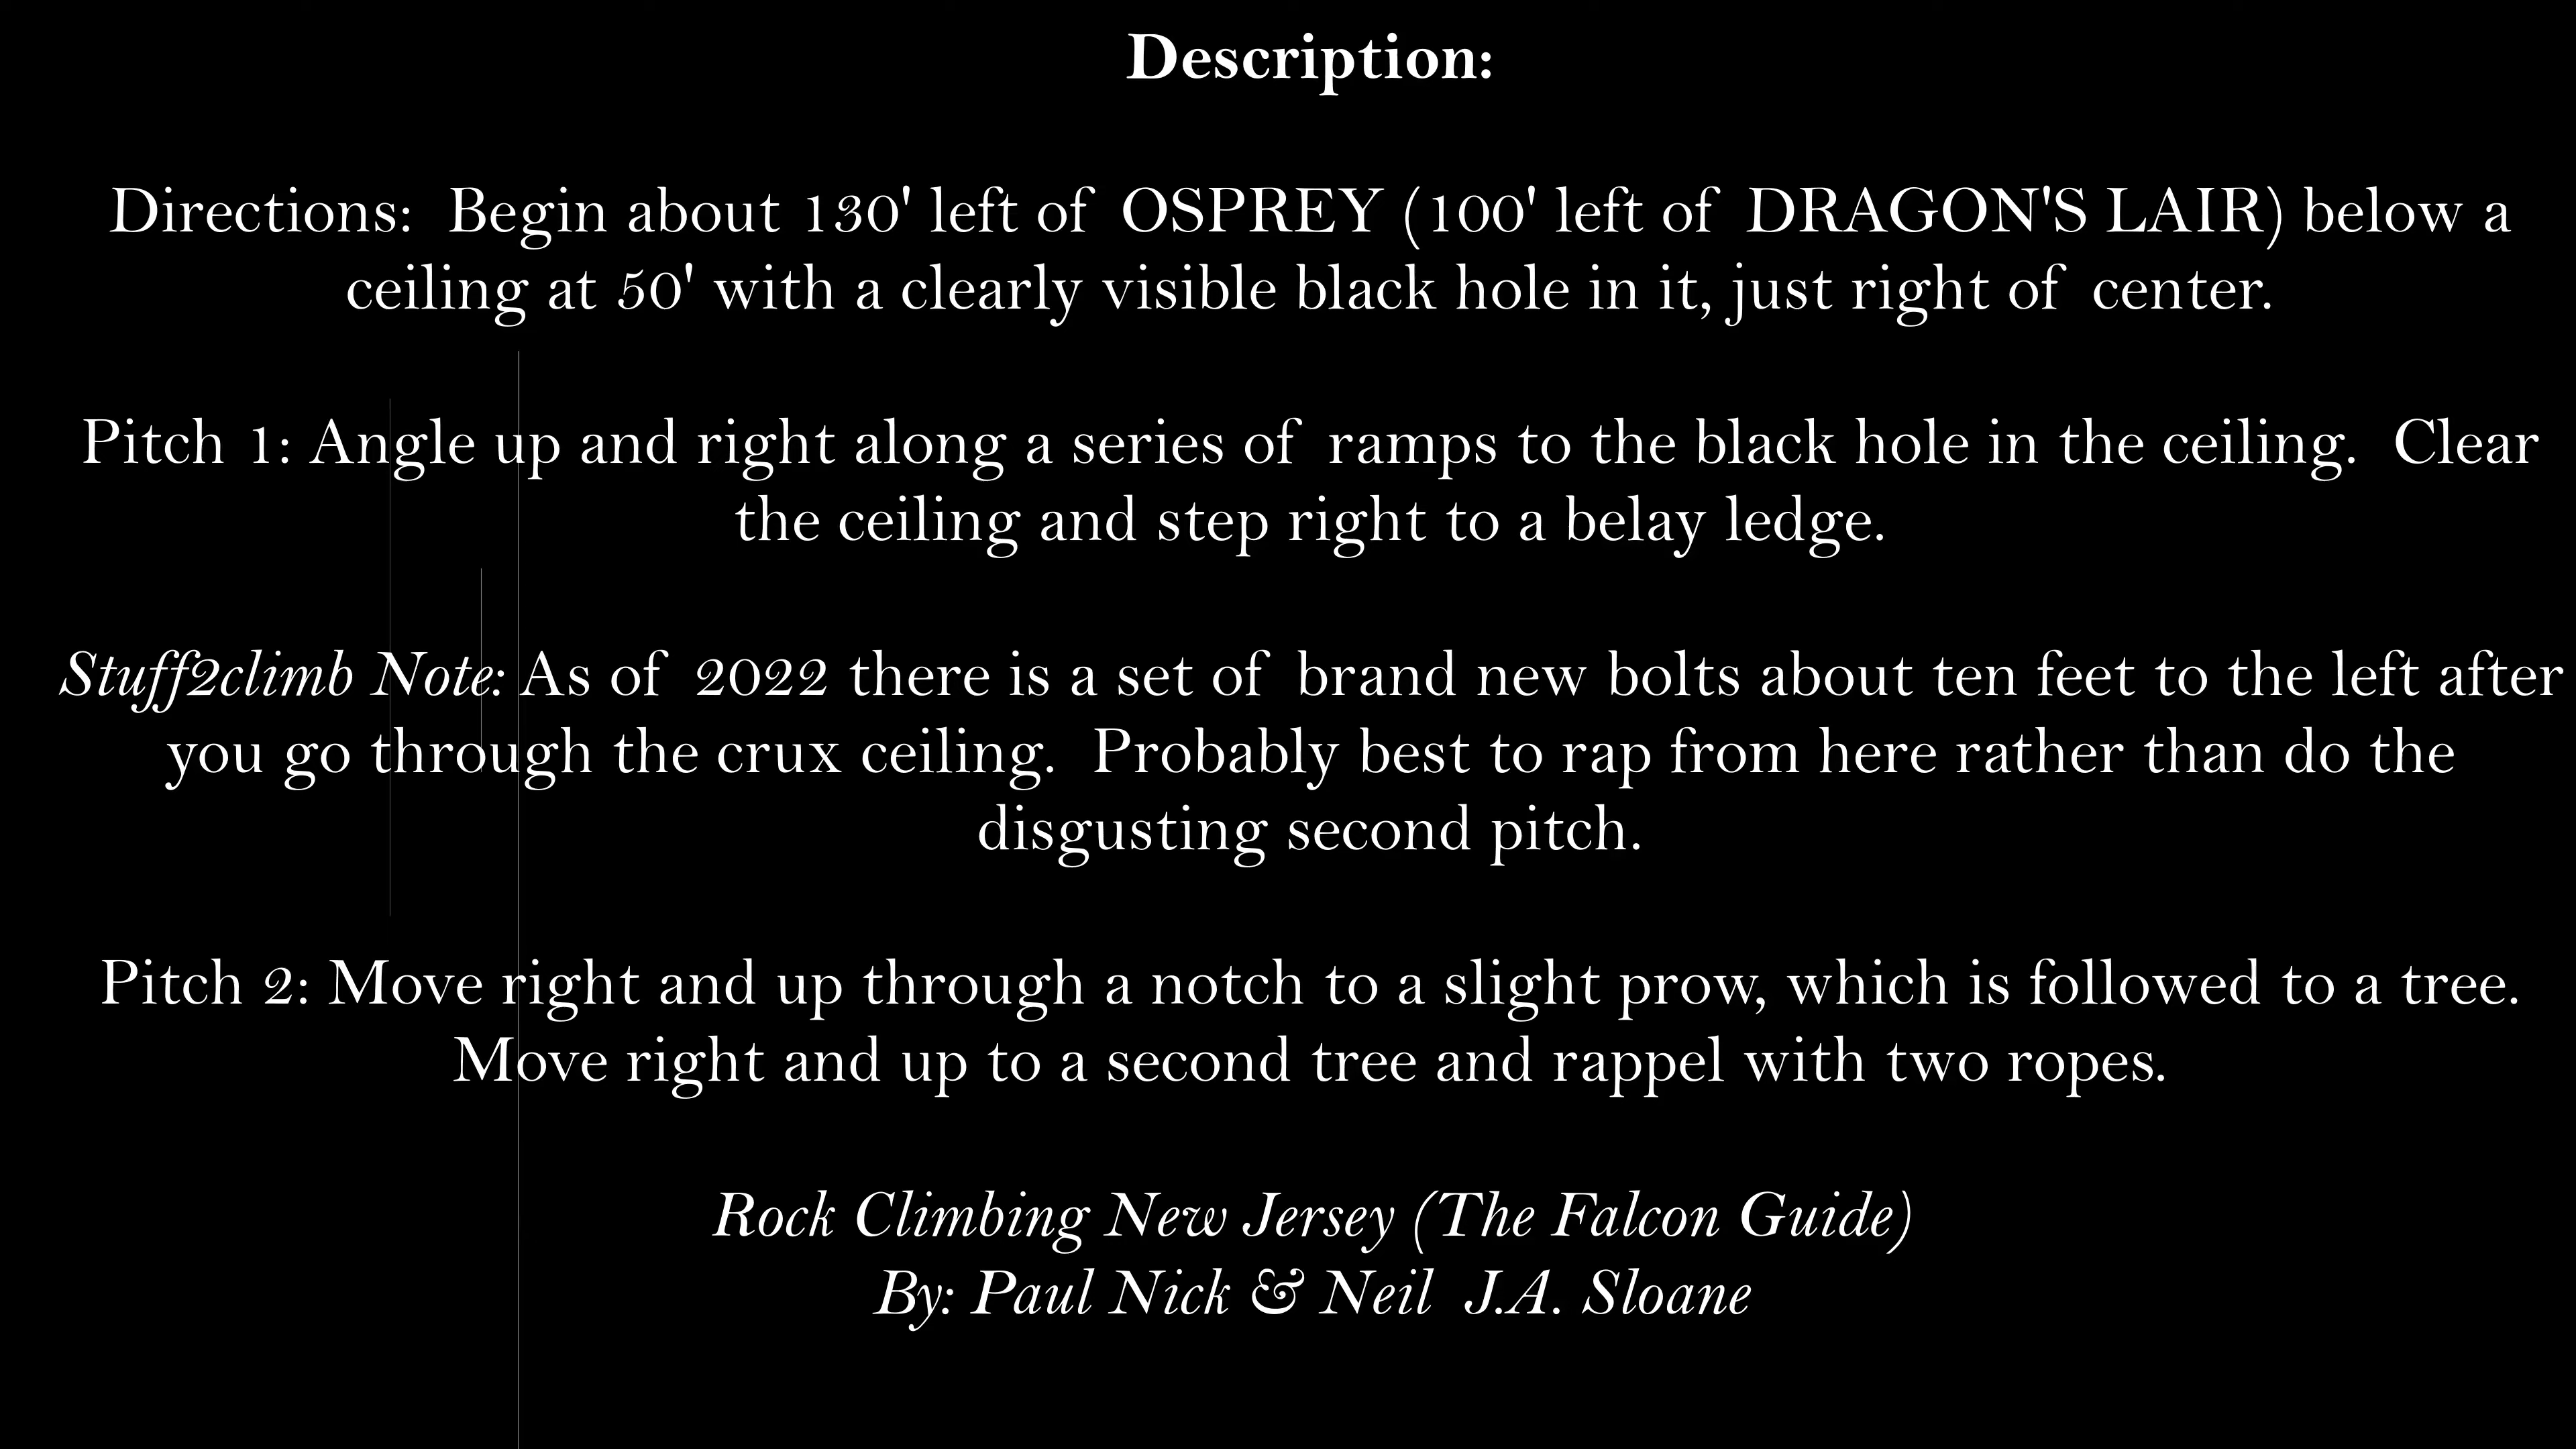 Description:
Directions: Begin about 130' left of OSPREY (100' left of DRAGON'S LAIR) below a
ceiling at 50' with a clearly visible black hole in it, just right of center.
Pitch 1: Angle up and right along a series of ramps to the black hole in the ceiling. Clear
the ceiling and step right to a belay ledge.
Stuff2climb Note: As of 2022 there is a set of brand new bolts about ten feet to the left after
you go through the crux ceiling. Probably best to rap from here rather than do the
disgusting second pitch.
Pitch 2: Move right and up through a notch to a slight prow, which is followed to a tree.
Move right and up to a second tree and rappel with two ropes.
Rock Climbing New Jersey (The Falcon Guide)
By: Paul Nick & Neil J.A. Sloane